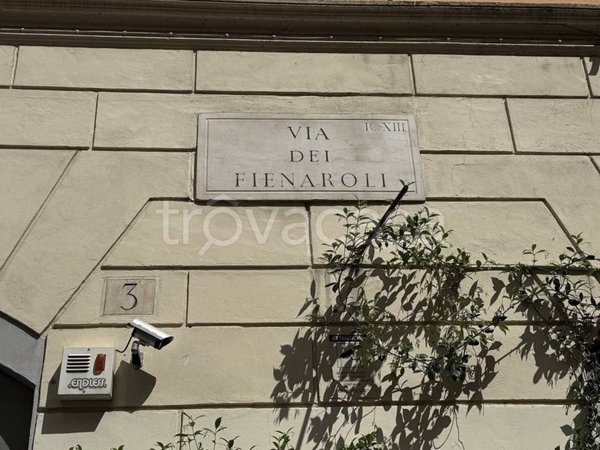 R. XIII
VIA
DEI
FIENAROLI
trovacasa
3
ENDLESS